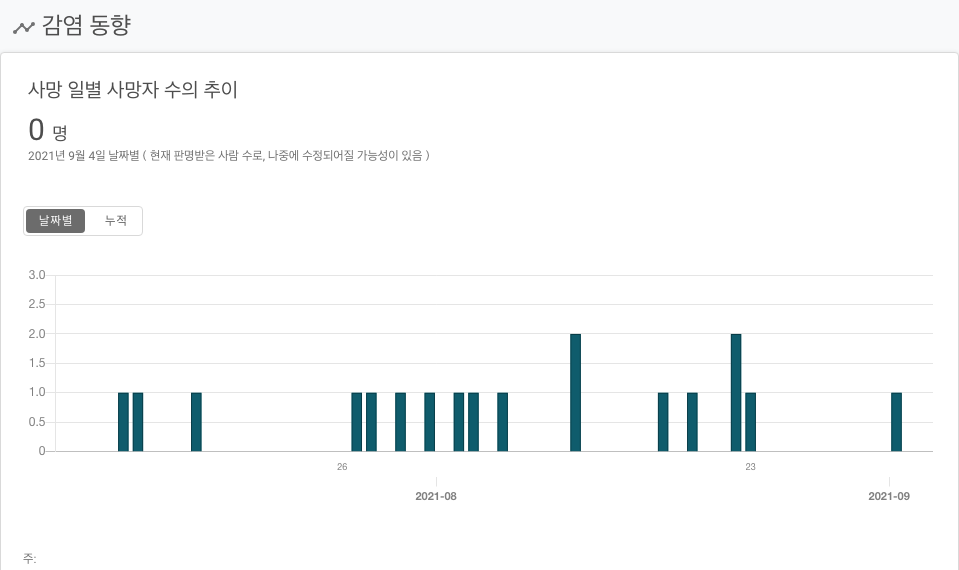 감염 동향
사망 일별 사망자 수의 추이
0 명
2021년 9월 4일 날짜별 ( 현재 판명받은 사람 수로, 나중에 수정되어질 가능성이 있음 )
날짜별 누적
3.0
2.5
2.0
1.5
1.0
0.5
0
26 23
2021-08 2021-09
주: